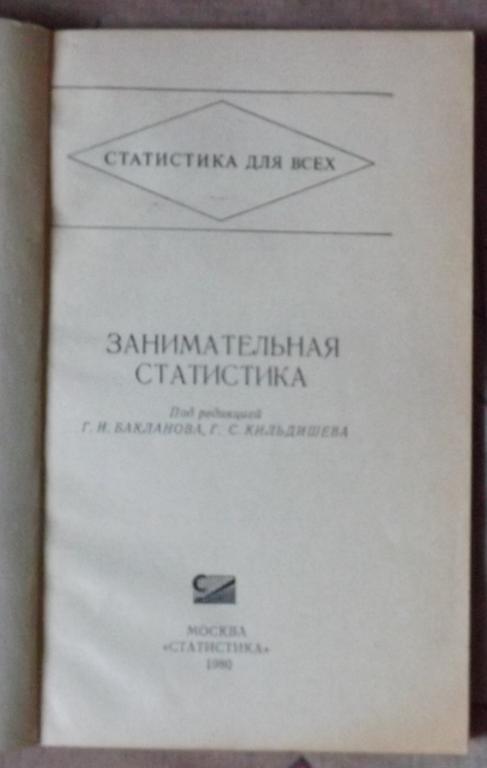 СТАТИСТИКА ДЛЯ ВСЕХ
ЗАНИМАТЕЛЬНАЯ
СТАТИСТИКА
Под редакцией
Г. И. БАКЛАНОВА, Г. С. КИЛЬДИШЕВА
С
МОСКВА
«СТАТИСТИКА»
1980